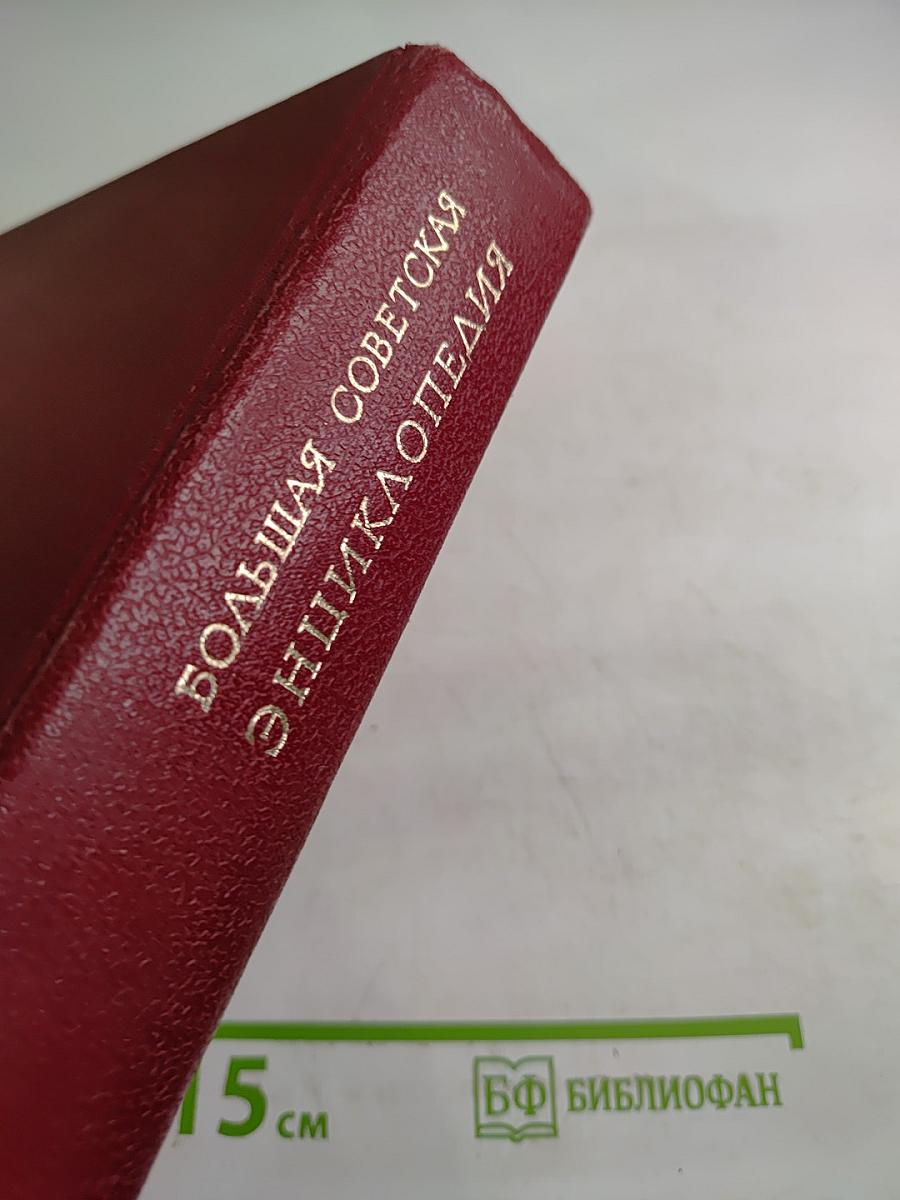 БОЛЬШАЯ СОВЕТСКАЯ
ЭНЦИКЛОПЕДИЯ
15 см
БФ БИБЛИОФАН